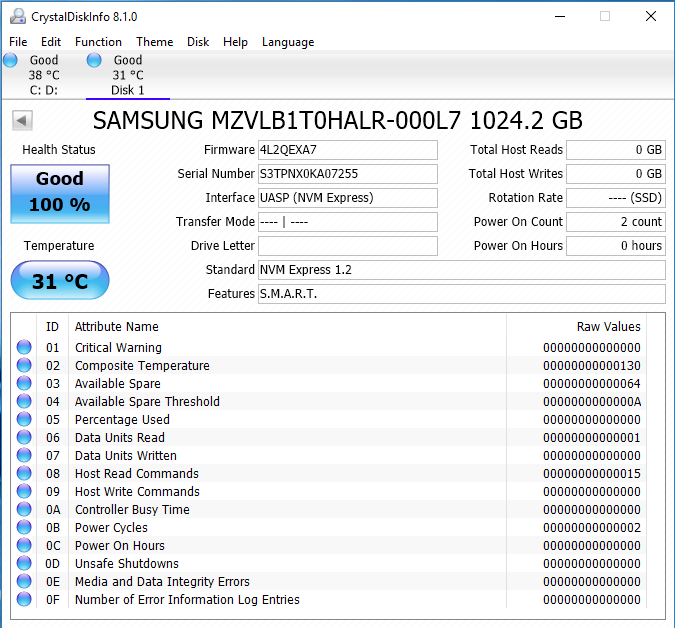 CrystalDiskInfo 8.1.0
File Edit Function Theme Disk Help Language
Good Good
38 °C 31 °C
C: D: Disk 1
SAMSUNG MZVLB1T0HALR-000L7 1024.2 GB
Health Status Firmware 4L2QEXA7 Total Host Reads 0 GB
Good Serial Number S3TPNX0KA07255 Total Host Writes 0 GB
100 % Interface UASP (NVM Express) Rotation Rate ---- (SSD)
Transfer Mode ---- | ---- Power On Count 2 count
Temperature Drive Letter Power On Hours 0 hours
31 °C Standard NVM Express 1.2
Features S.M.A.R.T.
ID Attribute Name Raw Values
01 Critical Warning 00000000000000
02 Composite Temperature 00000000000130
03 Available Spare 00000000000064
04 Available Spare Threshold 0000000000000A
05 Percentage Used 00000000000000
06 Data Units Read 00000000000001
07 Data Units Written 00000000000000
08 Host Read Commands 00000000000015
09 Host Write Commands 00000000000000
0A Controller Busy Time 00000000000000
0B Power Cycles 00000000000002
0C Power On Hours 00000000000000
0D Unsafe Shutdowns 00000000000000
0E Media and Data Integrity Errors 00000000000000
0F Number of Error Information Log Entries 00000000000000